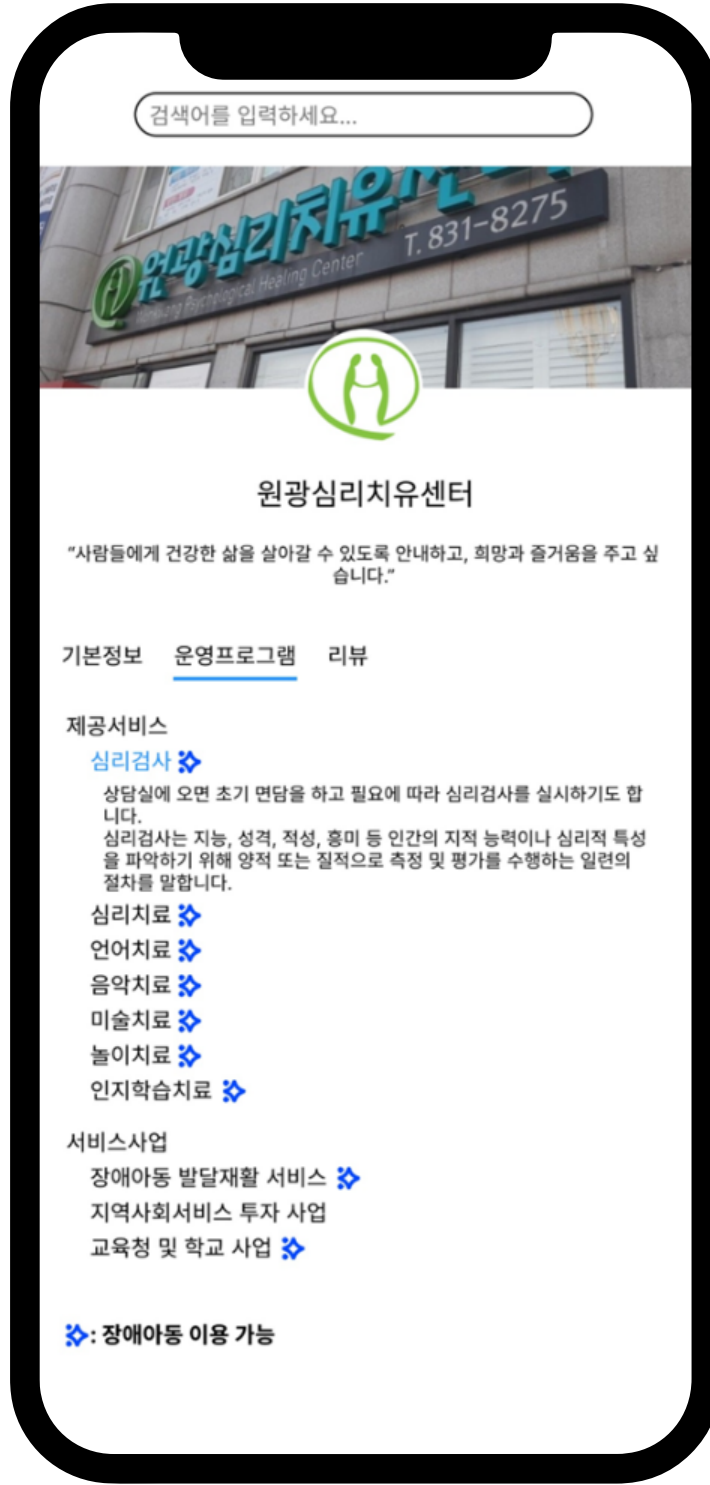 검색어를 입력하세요...
원광심리치유센터
T. 831-8275
Wonkwang Psychological Healing Center
원광심리치유센터
“사람들에게 건강한 삶을 살아갈 수 있도록 안내하고, 희망과 즐거움을 주고 싶
습니다.”
기본정보 운영프로그램 리뷰
제공서비스
심리검사
상담실에 오면 초기 면담을 하고 필요에 따라 심리검사를 실시하기도 합
니다.
심리검사는 지능, 성격, 적성, 흥미 등 인간의 지적 능력이나 심리적 특성
을 파악하기 위해 양적 또는 질적으로 측정 및 평가를 수행하는 일련의
절차를 말합니다.
심리치료
언어치료
음악치료
미술치료
놀이치료
인지학습치료
서비스사업
장애아동 발달재활 서비스
지역사회서비스 투자 사업
교육청 및 학교 사업
: 장애아동 이용 가능